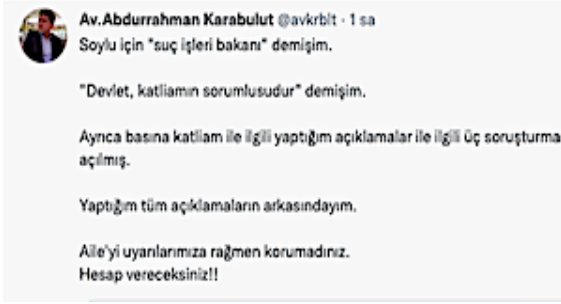 Av.Abdurrahman Karabulut @avkrblt · 1 sa
Soylu için "suç işleri bakanı" demişim.
"Devlet, katliamın sorumlusudur" demişim.
Ayrıca basına katliam ile ilgili yaptığım açıklamalar ile ilgili üç soruşturma
açılmış.
Yaptığım tüm açıklamaların arkasındayım.
Aile'yi uyarılarımıza rağmen korumadınız.
Hesap vereceksiniz!!